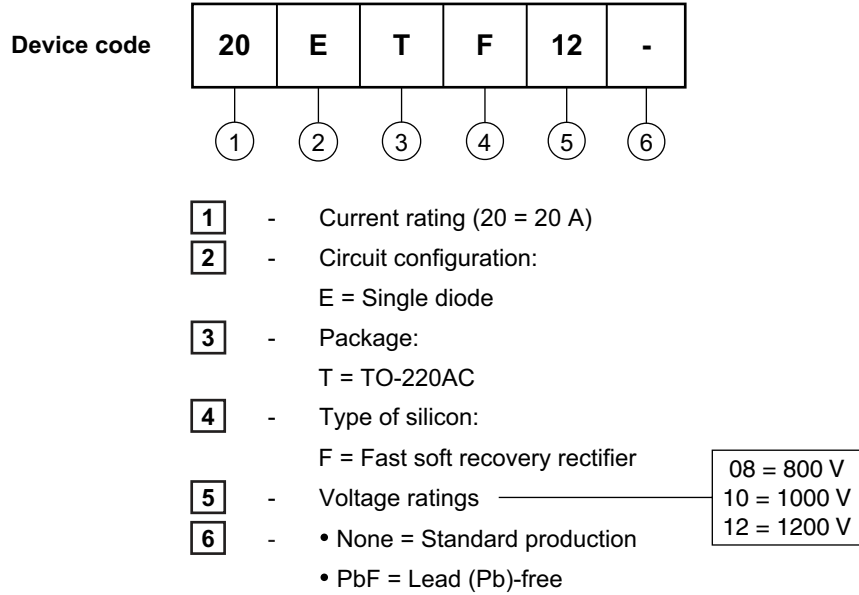 Device code 20 E T F 12 -
1 2 3 4 5 6
1 - Current rating (20 = 20 A)
2 - Circuit configuration:
E = Single diode
3 - Package:
T = TO-220AC
4 - Type of silicon:
F = Fast soft recovery rectifier
5 - Voltage ratings
08 = 800 V
10 = 1000 V
12 = 1200 V
6 - • None = Standard production
• PbF = Lead (Pb)-free